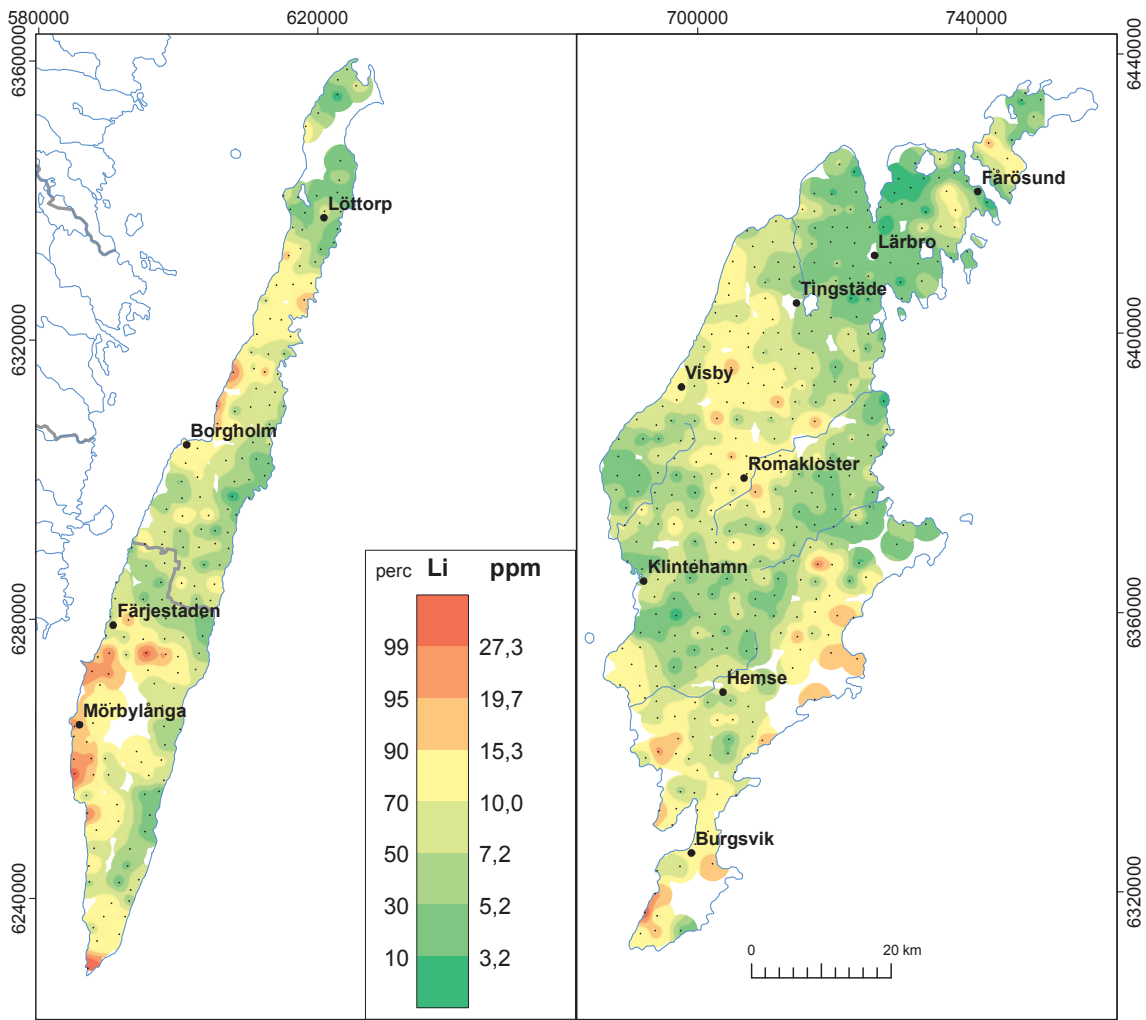 580000 620000 700000 740000
6360000
6320000
6280000
6240000
6440000
6400000
6360000
6320000
Löttorp
Borgholm
Färjestaden
Mörbylånga
Fårösund
Lärbro
Tingstäde
Visby
Romakloster
Klintehamn
Hemse
Burgsvik
perc Li ppm
99 27,3
95 19,7
90 15,3
70 10,0
50 7,2
30 5,2
10 3,2
0 20 km